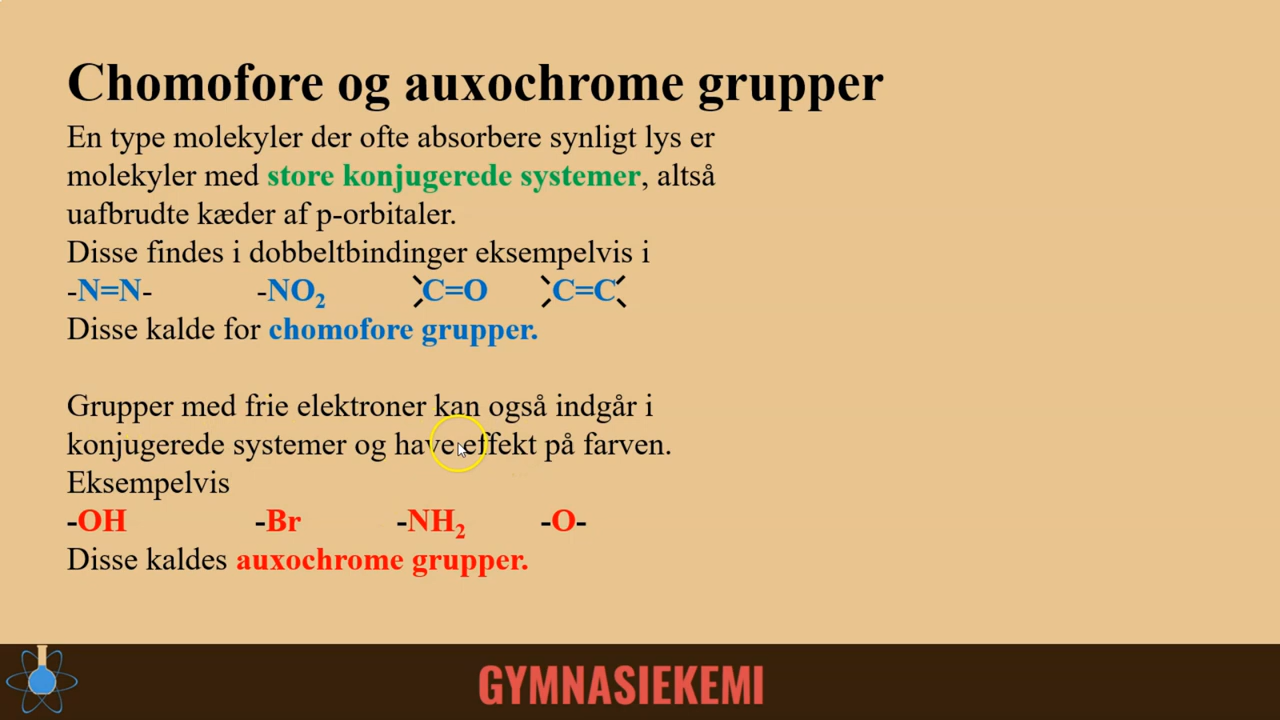 Chomofore og auxochrome grupper
En type molekyler der ofte absorbere synligt lys er
molekyler med store konjugerede systemer, altså
uafbrudte kæder af p-orbitaler.
Disse findes i dobbeltbindinger eksempelvis i
-N=N- -NO₂ C=O C=C
Disse kalde for chomofore grupper.
Grupper med frie elektroner kan også indgår i
konjugerede systemer og have effekt på farven.
Eksempelvis
-OH -Br -NH₂ -O-
Disse kaldes auxochrome grupper.
GYMNASIEKEMI